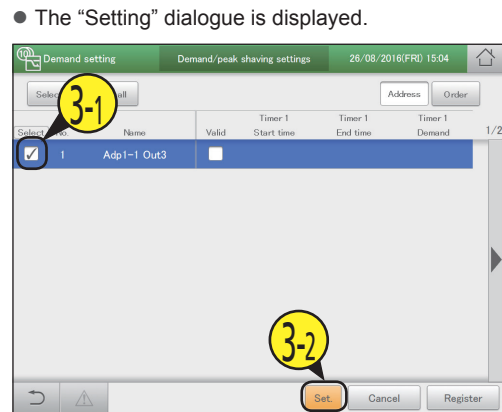 ● The “Setting” dialogue is displayed.
Demand setting Demand/peak shaving settings 26/08/2016(FRI) 15:04
Selec all Address Order
3-1
Timer 1 Timer 1 Timer 1
Select No. Name Valid Start time End time Demand 1/2
1 Adp1-1 Out3
3-2
Set. Cancel Register